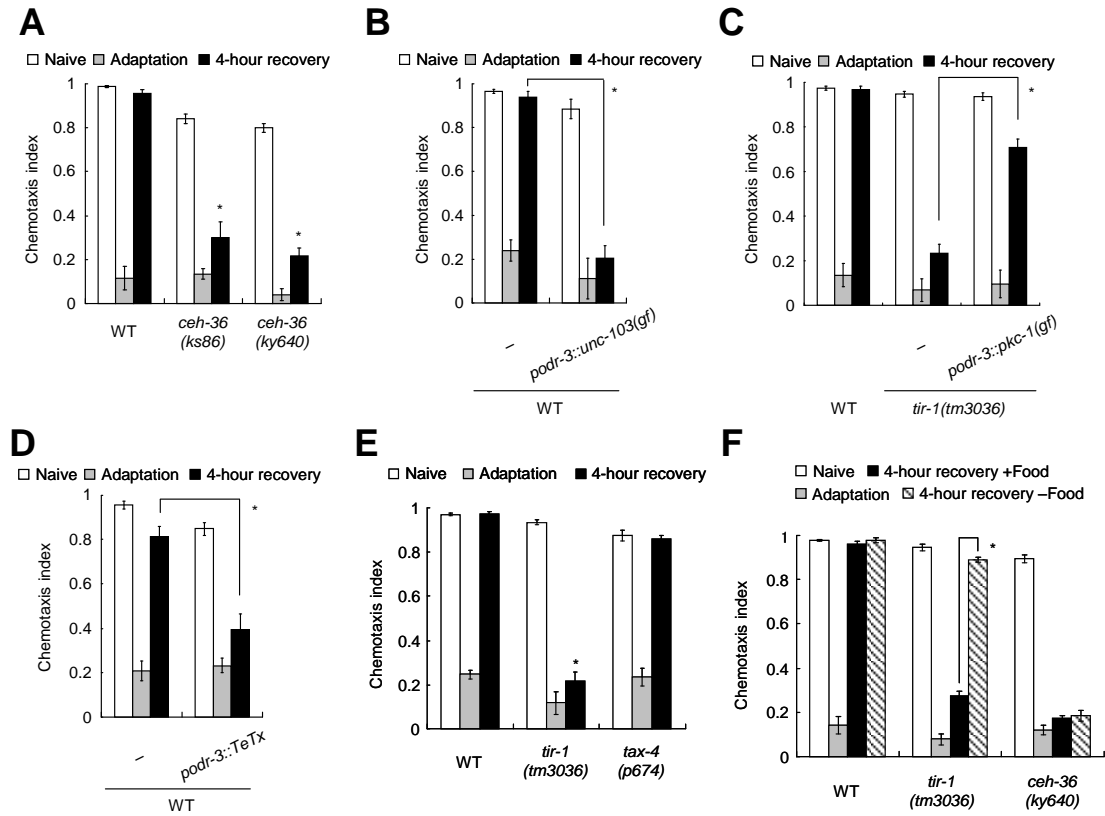 A
Naive Adaptation 4-hour recovery
Chemotaxis index
1
0.8
0.6
0.4
0.2
0
*
*
WT
ceh-36
(ks86)
ceh-36
(ky640)
B
Naive Adaptation 4-hour recovery
Chemotaxis index
1
0.8
0.6
0.4
0.2
0
*
–
podr-3::unc-103(gf)
WT
C
Naive Adaptation 4-hour recovery
Chemotaxis index
1
0.8
0.6
0.4
0.2
0
*
–
podr-3::pkc-1(gf)
WT
tir-1(tm3036)
D
Naive Adaptation 4-hour recovery
Chemotaxis index
1
0.8
0.6
0.4
0.2
0
*
–
podr-3::TeTx
WT
E
Naive Adaptation 4-hour recovery
Chemotaxis index
1
0.8
0.6
0.4
0.2
0
*
WT
tir-1
(tm3036)
tax-4
(p674)
F
Naive 4-hour recovery +Food
Adaptation 4-hour recovery –Food
Chemotaxis index
1
0.8
0.6
0.4
0.2
0
*
WT
tir-1
(tm3036)
ceh-36
(ky640)